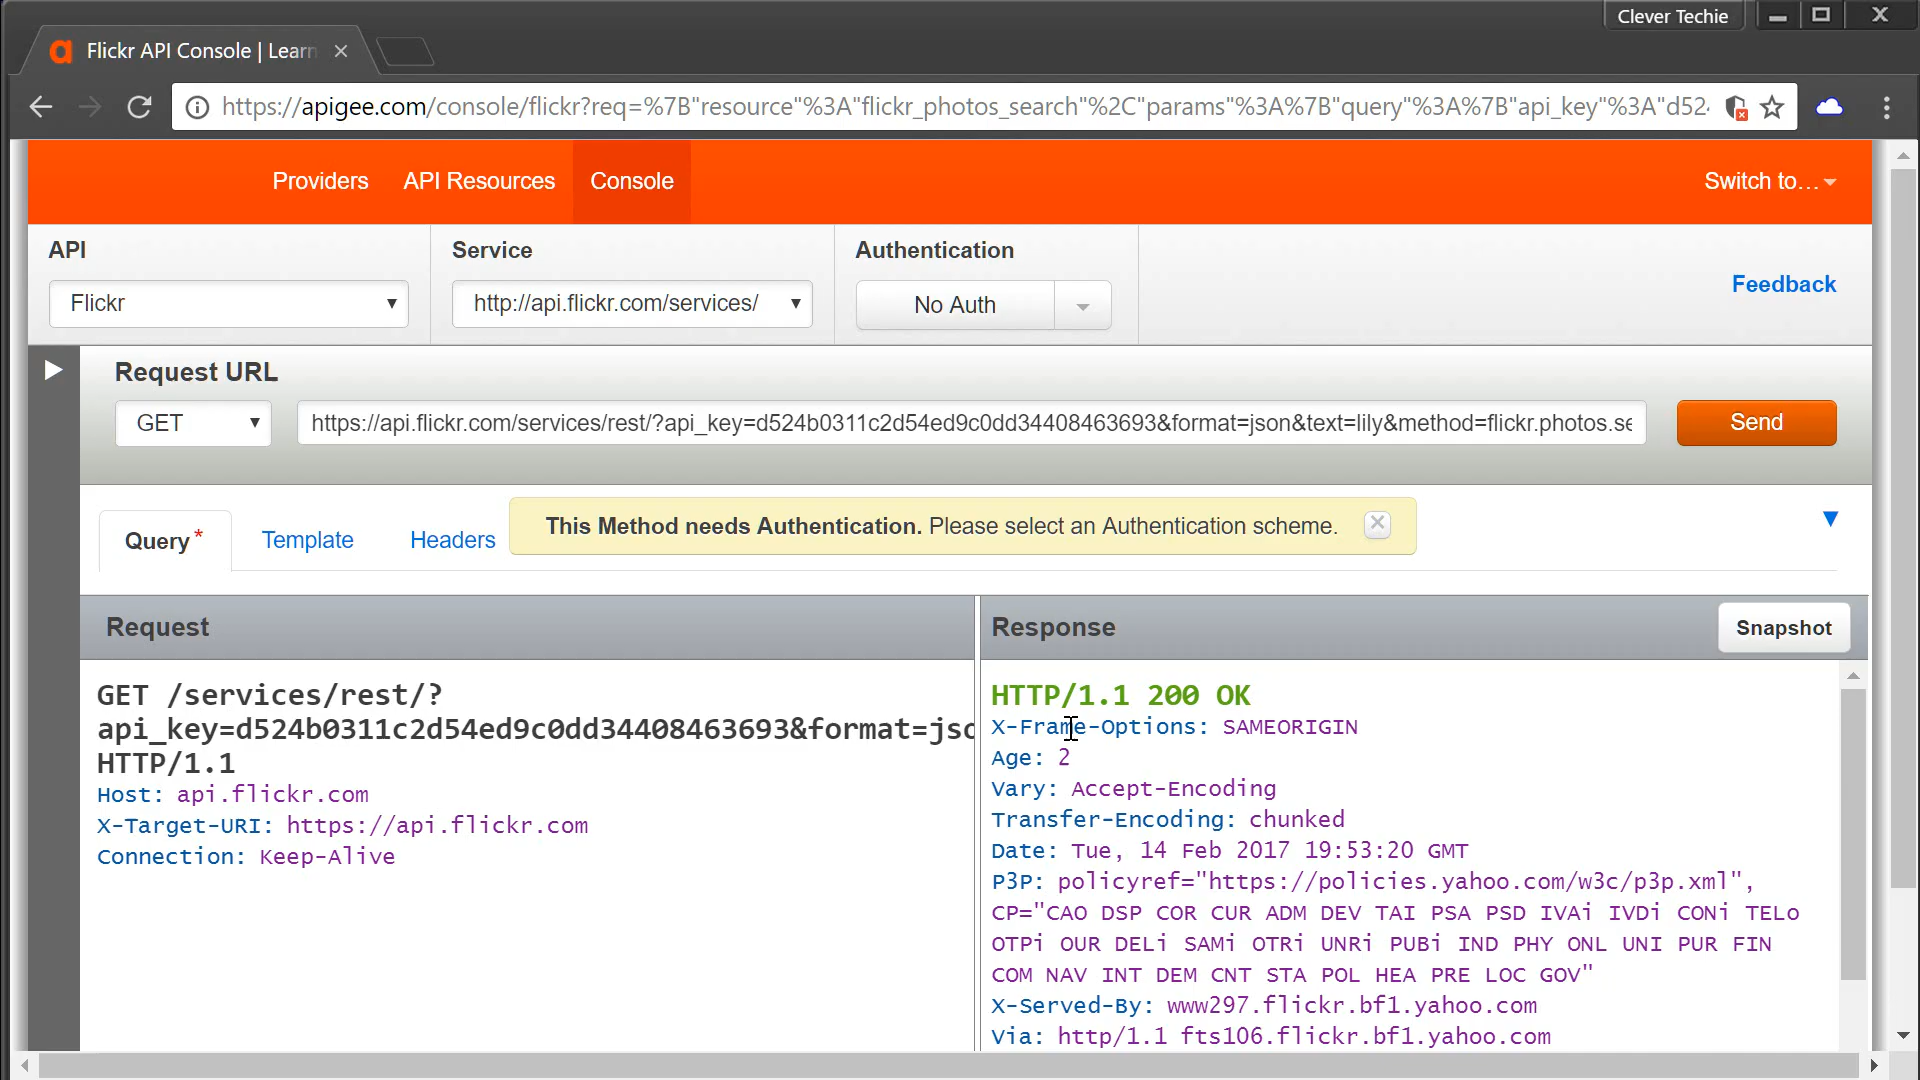 Clever Techie
Flickr API Console | Learn
https://apigee.com/console/flickr?req=%7B"resource"%3A"flickr_photos_search"%2C"params"%3A%7B"query"%3A%7B"api_key"%3A"d524
Providers API Resources Console Switch to...
API Service Authentication
Feedback
Flickr http://api.flickr.com/services/ No Auth
Request URL
GET https://api.flickr.com/services/rest/?api_key=d524b0311c2d54ed9c0dd34408463693&format=json&text=lily&method=flickr.photos.se Send
Query* Template Headers This Method needs Authentication. Please select an Authentication scheme.
Request
GET /services/rest/?
api_key=d524b0311c2d54ed9c0dd34408463693&format=jso
HTTP/1.1
Host: api.flickr.com
X-Target-URI: https://api.flickr.com
Connection: Keep-Alive
Response Snapshot
HTTP/1.1 200 OK
X-Frame-Options: SAMEORIGIN
Age: 2
Vary: Accept-Encoding
Transfer-Encoding: chunked
Date: Tue, 14 Feb 2017 19:53:20 GMT
P3P: policyref="https://policies.yahoo.com/w3c/p3p.xml",
CP="CAO DSP COR CUR ADM DEV TAI PSA PSD IVAi IVDi CONi TELo
OTPi OUR DELi SAMi OTRi UNRi PUBi IND PHY ONL UNI PUR FIN
COM NAV INT DEM CNT STA POL HEA PRE LOC GOV"
X-Served-By: www297.flickr.bf1.yahoo.com
Via: http/1.1 fts106.flickr.bf1.yahoo.com